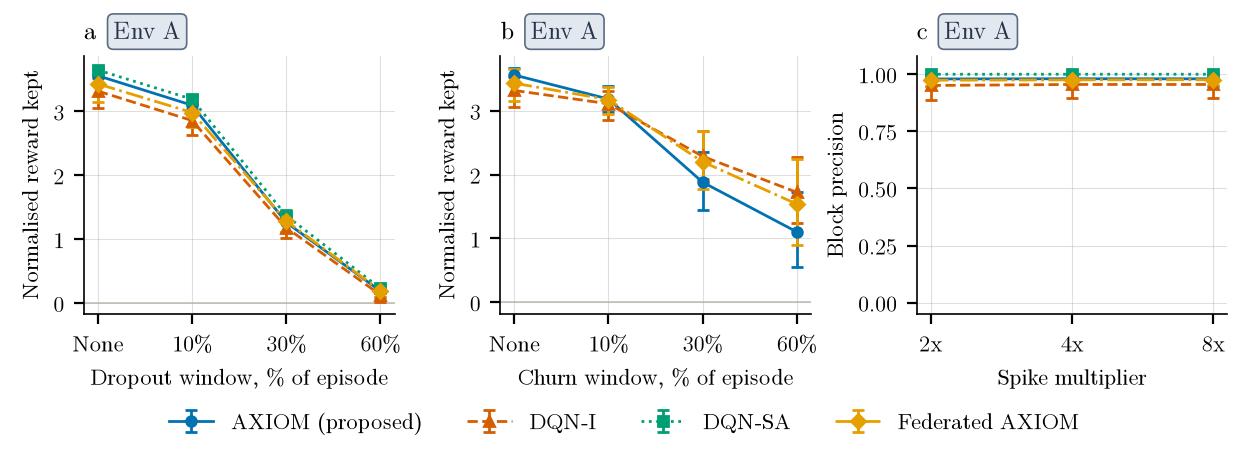 a Env A
Normalised reward kept
3
2
1
0
None 10% 30% 60%
Dropout window, % of episode
b Env A
Normalised reward kept
3
2
1
0
None 10% 30% 60%
Churn window, % of episode
c Env A
Block precision
1.00
0.75
0.50
0.25
0.00
2x 4x 8x
Spike multiplier
AXIOM (proposed) DQN-I DQN-SA Federated AXIOM